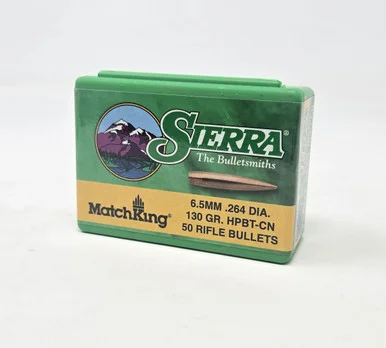 SIERRA®
The Bulletsmiths
MatchKing®
6.5MM .264 DIA.
130 GR. HPBT-CN
50 RIFLE BULLETS